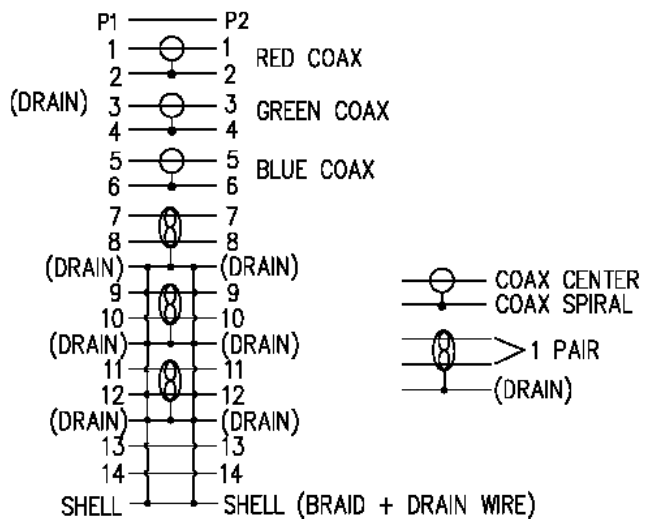 P1 P2
1 1 RED COAX
2 2
(DRAIN) 3 3 GREEN COAX
4 4
5 5 BLUE COAX
6 6
7 7
8 8
(DRAIN) (DRAIN)
9 9
10 10
(DRAIN) (DRAIN)
11 11
12 12
(DRAIN) (DRAIN)
13 13
14 14
SHELL SHELL (BRAID + DRAIN WIRE)
COAX CENTER
COAX SPIRAL
1 PAIR
(DRAIN)